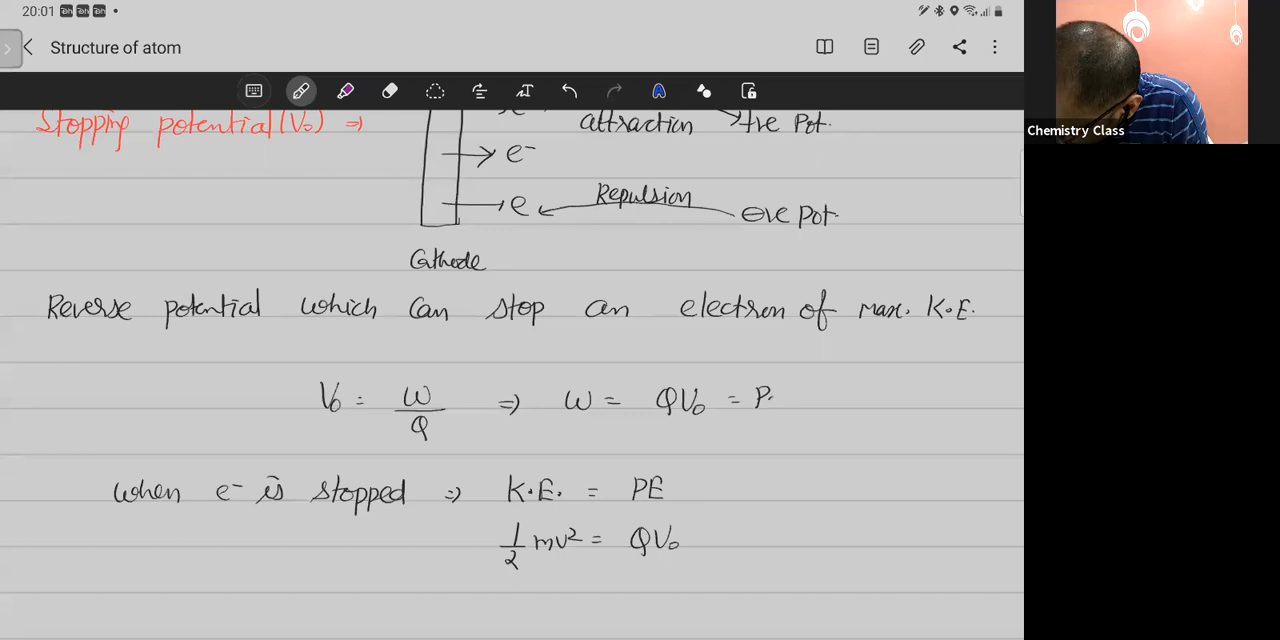 20:01
Structure of atom
Stopping potential (V₀) ⇒
attraction → +ve Pot.
→ e⁻
Chemistry Class
→ e ← Repulsion ⊖ve Pot.
Cathode
Reverse potential which can stop an electron of max. K.E.
V₀ = W/Q ⇒ W = QV₀ = P.
When e⁻ is stopped ⇒ K.E. = PE
1/2 mv² = QV₀